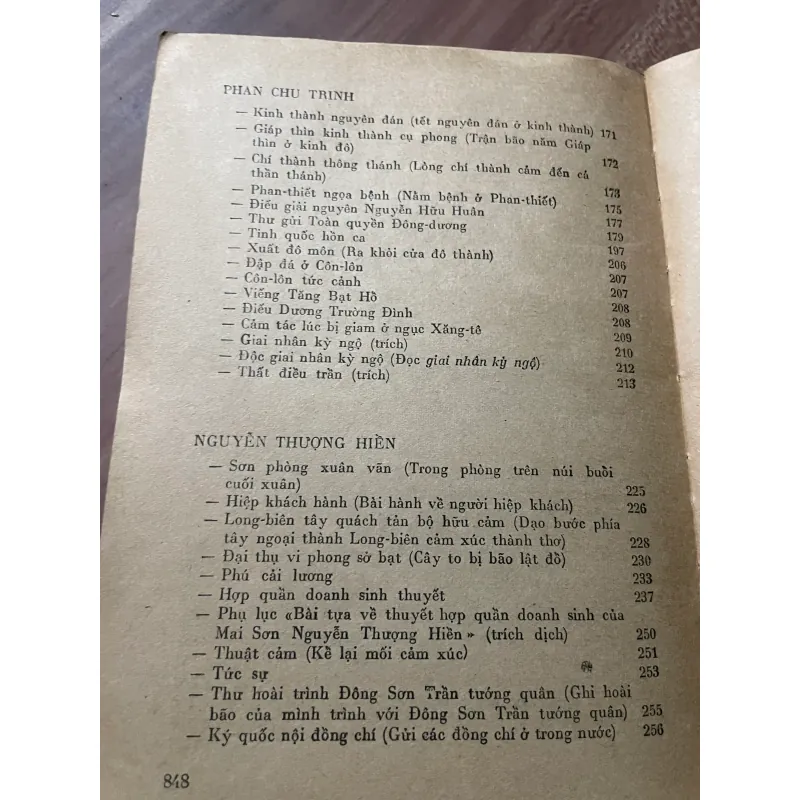 PHAN CHU TRINH
— Kinh thành nguyên đán (tết nguyên đán ở kinh thành) 171
— Giáp thìn kinh thành cụ phong (Trận bão năm Giáp
thìn ở kinh đô) 172
— Chí thành thông thánh (Lòng chí thành cảm đến cả
thần thánh) 173
— Phan-thiết ngọa bệnh (Nằm bệnh ở Phan-thiết) 175
— Điếu giải nguyên Nguyễn Hữu Huân 177
— Thư gửi Toàn quyền Đông-dương 179
— Tỉnh quốc hồn ca 197
— Xuất đô môn (Ra khỏi cửa đô thành) 206
— Đập đá ở Côn-lôn 207
— Côn-lôn tức cảnh 207
— Viếng Tăng Bạt Hổ 208
— Điếu Dương Trường Đình 208
— Cảm tác lúc bị giam ở ngục Xăng-tê 209
— Giai nhân kỳ ngộ (trích) 210
— Độc giai nhân kỳ ngộ (Đọc giai nhân kỳ ngộ) 212
— Thất điều trần (trích) 213
NGUYỄN THƯỢNG HIỀN
— Sơn phòng xuân vãn (Trong phòng trên núi buổi
cuối xuân) 225
— Hiệp khách hành (Bài hành về người hiệp khách) 226
— Long-biên tây quách tản bộ hữu cảm (Dạo bước phía
tây ngoại thành Long-biên cảm xúc thành thơ) 228
— Đại thụ vi phong sở bạt (Cây to bị bão lật đổ) 230
— Phú cải lương 233
— Hợp quần doanh sinh thuyết 237
— Phụ lục «Bài tựa về thuyết hợp quần doanh sinh của
Mai Sơn Nguyễn Thượng Hiền» (trích dịch) 250
— Thuật cảm (Kể lại mối cảm xúc) 251
— Tức sự 253
— Thư hoài trình Đông Sơn Trần tướng quân (Ghi hoài
bão của mình trình với Đông Sơn Trần tướng quân) 255
— Ký quốc nội đồng chí (Gửi các đồng chí ở trong nước) 256
848